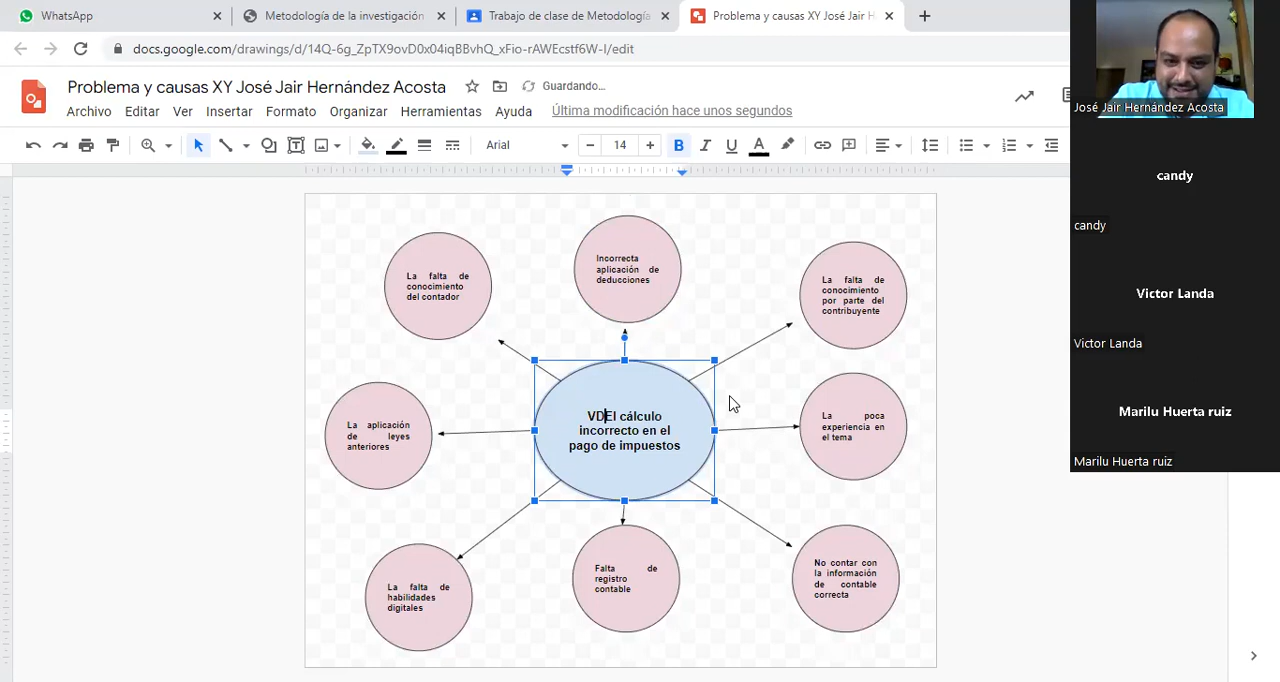 WhatsApp
Metodología de la investigación
Trabajo de clase de Metodología
Problema y causas XY José Jair H
docs.google.com/drawings/d/14Q-6g_ZpTX9ovD0x04iqBBvhQ_xFio-rAWEcstf6W-I/edit
Problema y causas XY José Jair Hernández Acosta
Guardando...
Archivo Editar Ver Insertar Formato Organizar Herramientas Ayuda Última modificación hace unos segundos
Arial
14
B I U A
La falta de
conocimiento
del contador
Incorrecta
aplicación de
deducciones
La falta de
conocimiento
por parte del
contribuyente
La aplicación
de leyes
anteriores
VDEl cálculo
incorrecto en el
pago de impuestos
La poca
experiencia en
el tema
La falta de
habilidades
digitales
Falta de
registro
contable
No contar con
la información
de contable
correcta
José Jair Hernández Acosta
candy
candy
Victor Landa
Victor Landa
Marilu Huerta ruiz
Marilu Huerta ruiz